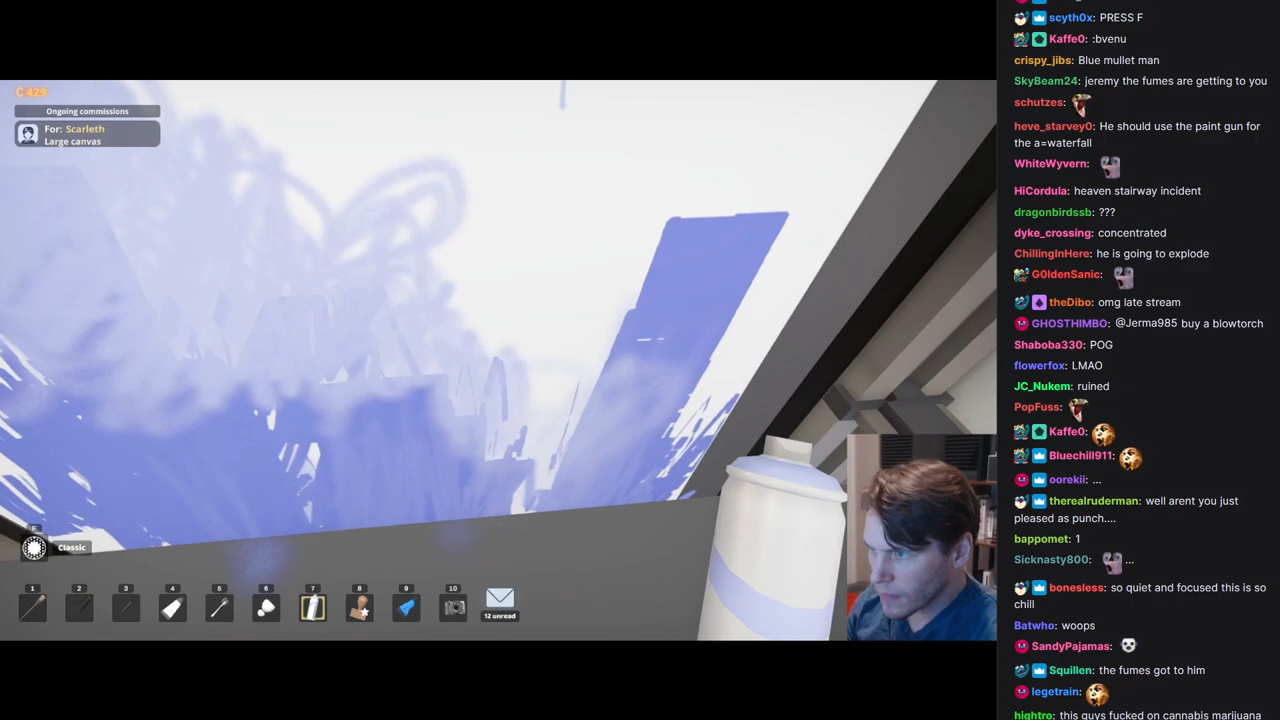 429
Ongoing commissions
For: Scarleth
Large canvas
F
Classic
1 2 3 4 5 6 7 8 9 10
12 unread
scyth0x: PRESS F
Kaffe0: :bvenu
crispy_jibs: Blue mullet man
SkyBeam24: jeremy the fumes are getting to you
schutzes:
heve_starvey0: He should use the paint gun for
the a=waterfall
WhiteWyvern:
HiCordula: heaven stairway incident
dragonbirdssb: ???
dyke_crossing: concentrated
ChillingInHere: he is going to explode
G0ldenSanic:
theDibo: omg late stream
GHOSTHIMBO: @Jerma985 buy a blowtorch
Shaboba330: POG
flowerfox: LMAO
JC_Nukem: ruined
PopFuss:
Kaffe0:
Bluechill911:
oorekii: ...
therealruderman: well arent you just
pleased as punch....
bappomet: 1
Sicknasty800: ...
bonesless: so quiet and focused this is so
chill
Batwho: woops
SandyPajamas:
Squillen: the fumes got to him
legetrain:
hightro: this guys fucked on cannabis marijuana